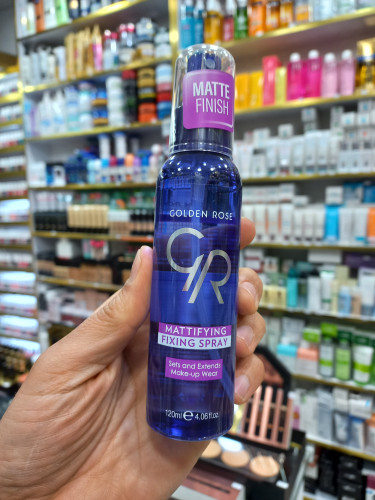 MATTE
FINISH
GOLDEN ROSE
GR
MATTIFYING
FIXING SPRAY
Sets and Extends
Make-up Wear
120ml ℮ 4.06fl.oz.